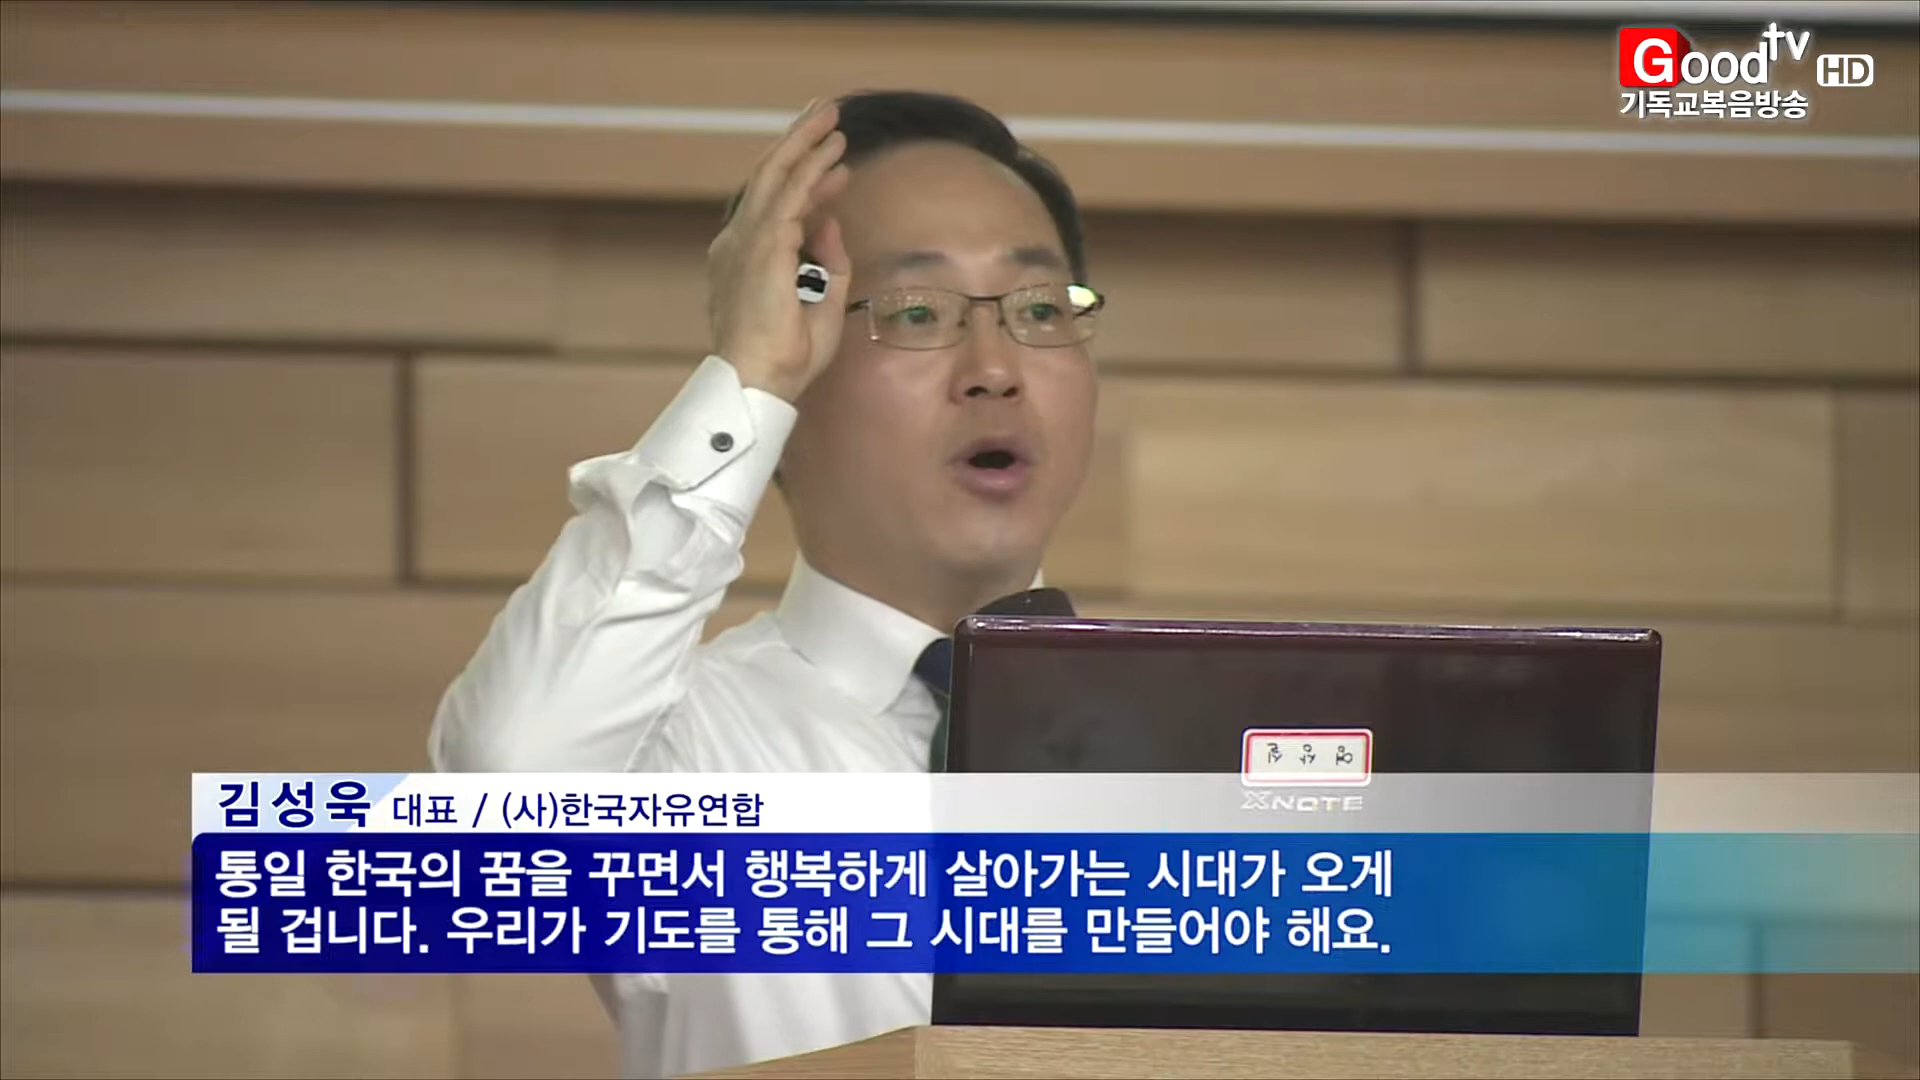 Good tv HD
기독교복음방송
XNOTE
김성욱 대표 / (사)한국자유연합
통일 한국의 꿈을 꾸면서 행복하게 살아가는 시대가 오게
될 겁니다. 우리가 기도를 통해 그 시대를 만들어야 해요.